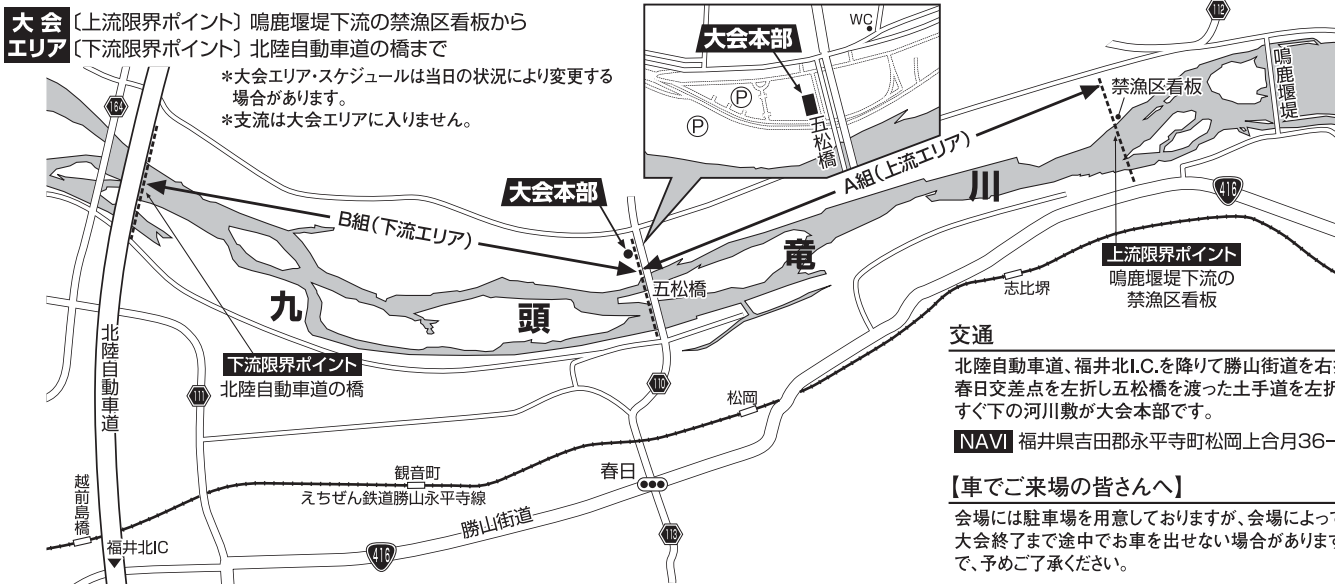 大会エリア
〔上流限界ポイント〕鳴鹿堰堤下流の禁漁区看板から
〔下流限界ポイント〕北陸自動車道の橋まで
*大会エリア・スケジュールは当日の状況により変更する
場合があります。
*支流は大会エリアに入りません。
WC
大会本部
P
P
五松橋
112
鳴鹿堰堤
禁漁区看板
164
A組(上流エリア)
B組(下流エリア)
大会本部
五松橋
九
頭
竜
川
416
上流限界ポイント
鳴鹿堰堤下流の
禁漁区看板
志比堺
下流限界ポイント
北陸自動車道の橋
北陸自動車道
111
110
松岡
観音町
えちぜん鉄道勝山永平寺線
春日
勝山街道
越前島橋
福井北IC
416
113
交通
北陸自動車道、福井北I.C.を降りて勝山街道を右
春日交差点を左折し五松橋を渡った土手道を左折
すぐ下の河川敷が大会本部です。
NAVI 福井県吉田郡永平寺町松岡上合月36−
【車でご来場の皆さんへ】
会場には駐車場を用意しておりますが、会場によって
大会終了まで途中でお車を出せない場合があります
で、予めご了承ください。